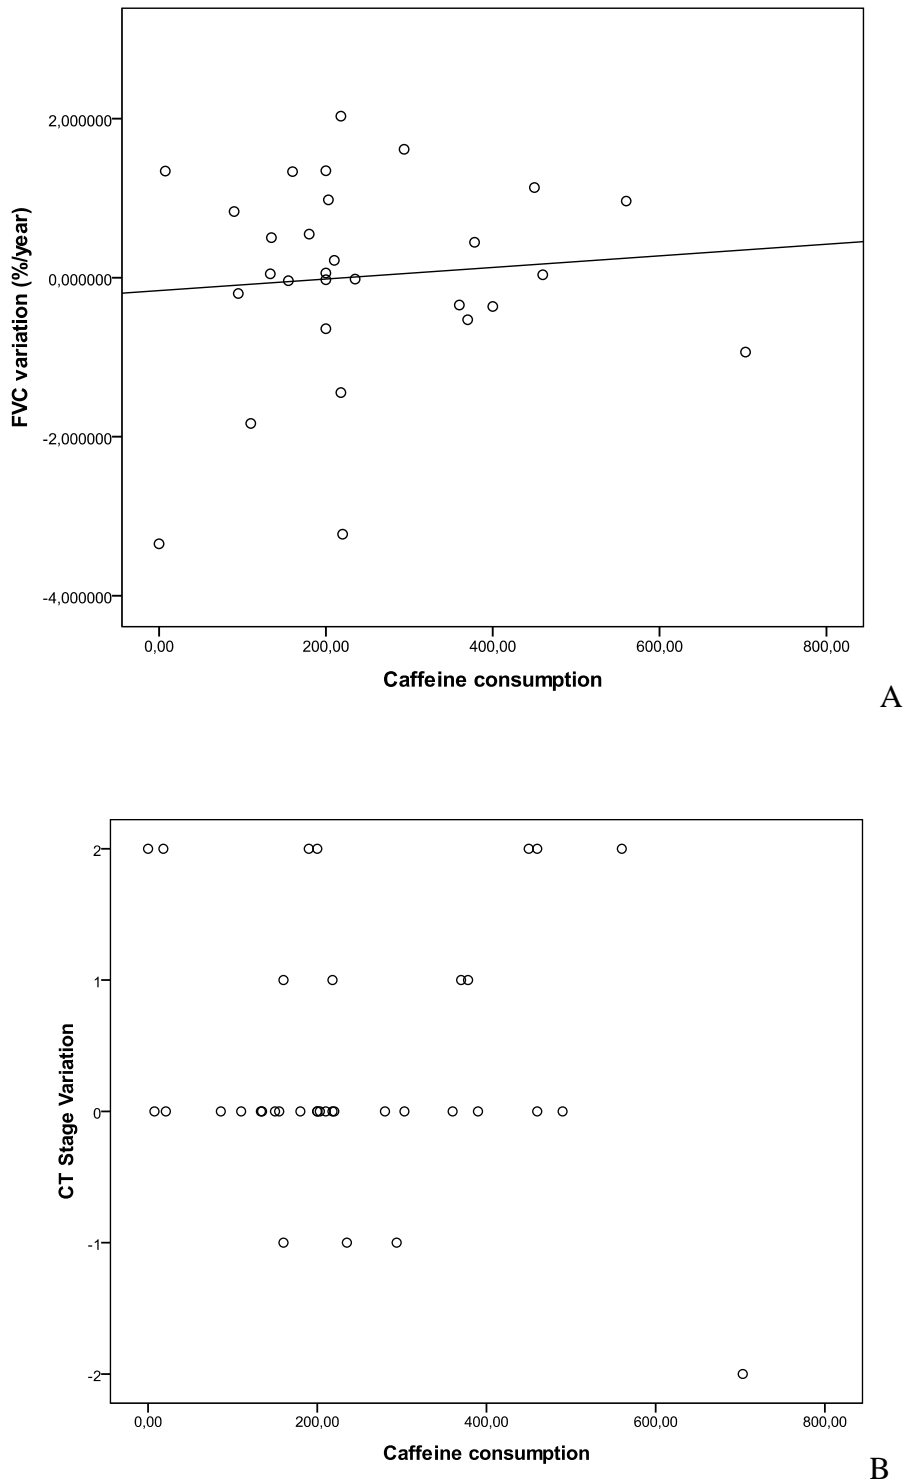 2,000000
0,000000
-2,000000
-4,000000
FVC variation (%/year)
0,00 200,00 400,00 600,00 800,00
Caffeine consumption
A
2
1
0
-1
-2
CT Stage Variation
0,00 200,00 400,00 600,00 800,00
Caffeine consumption
B